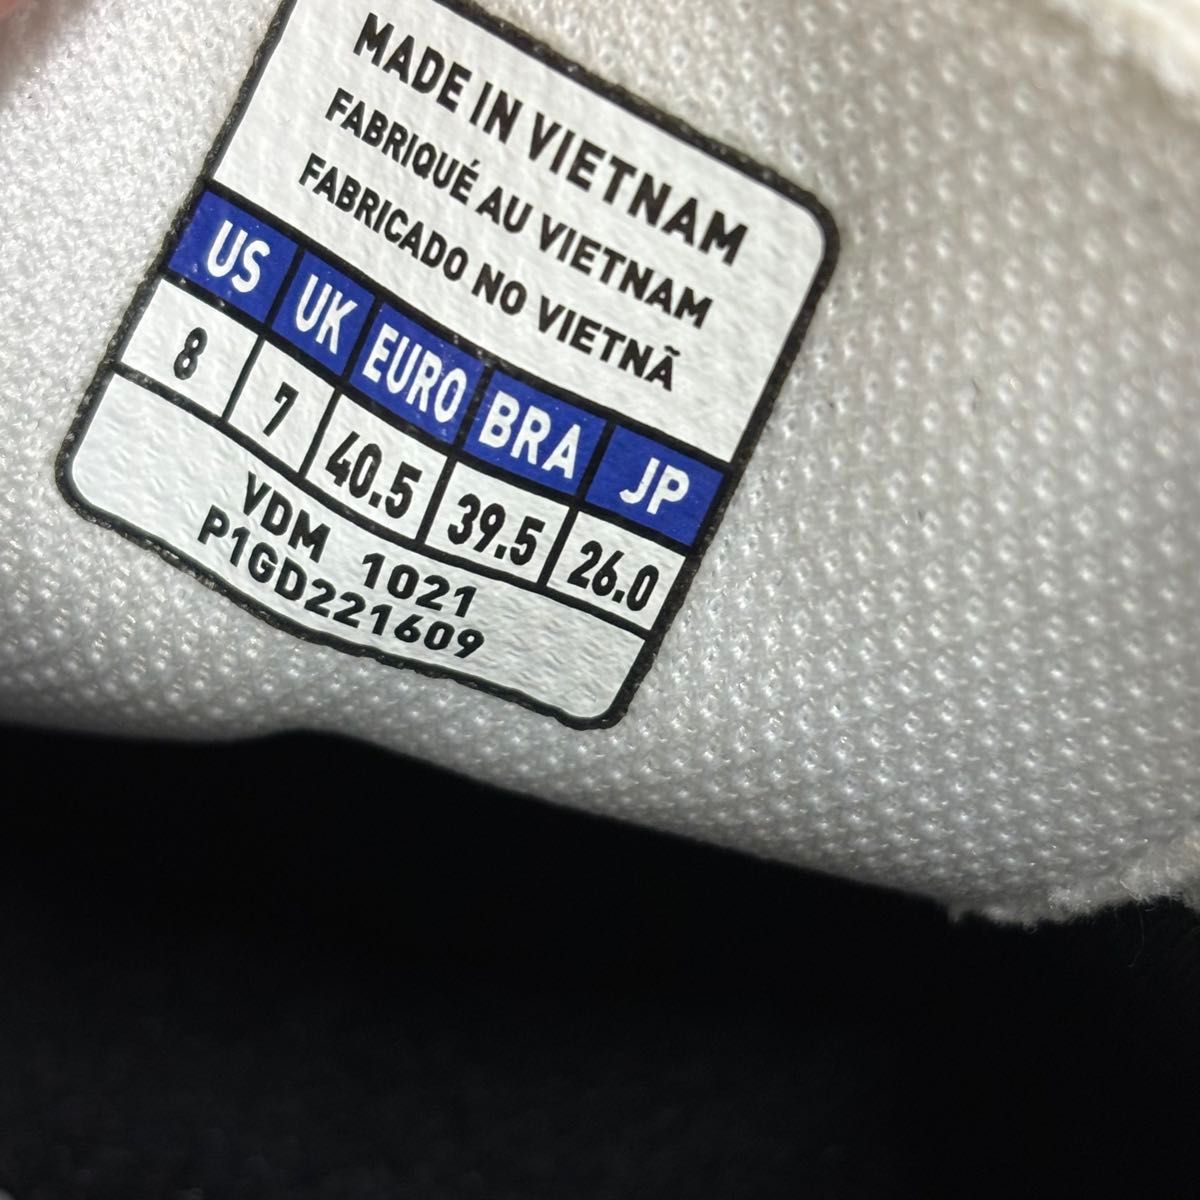 MADE IN VIETNAM
FABRIQUÉ AU VIETNAM
FABRICADO NO VIETNÃ
US UK EURO BRA JP
8 7 40.5 39.5 26.0
VDM 1021
P1GD221609